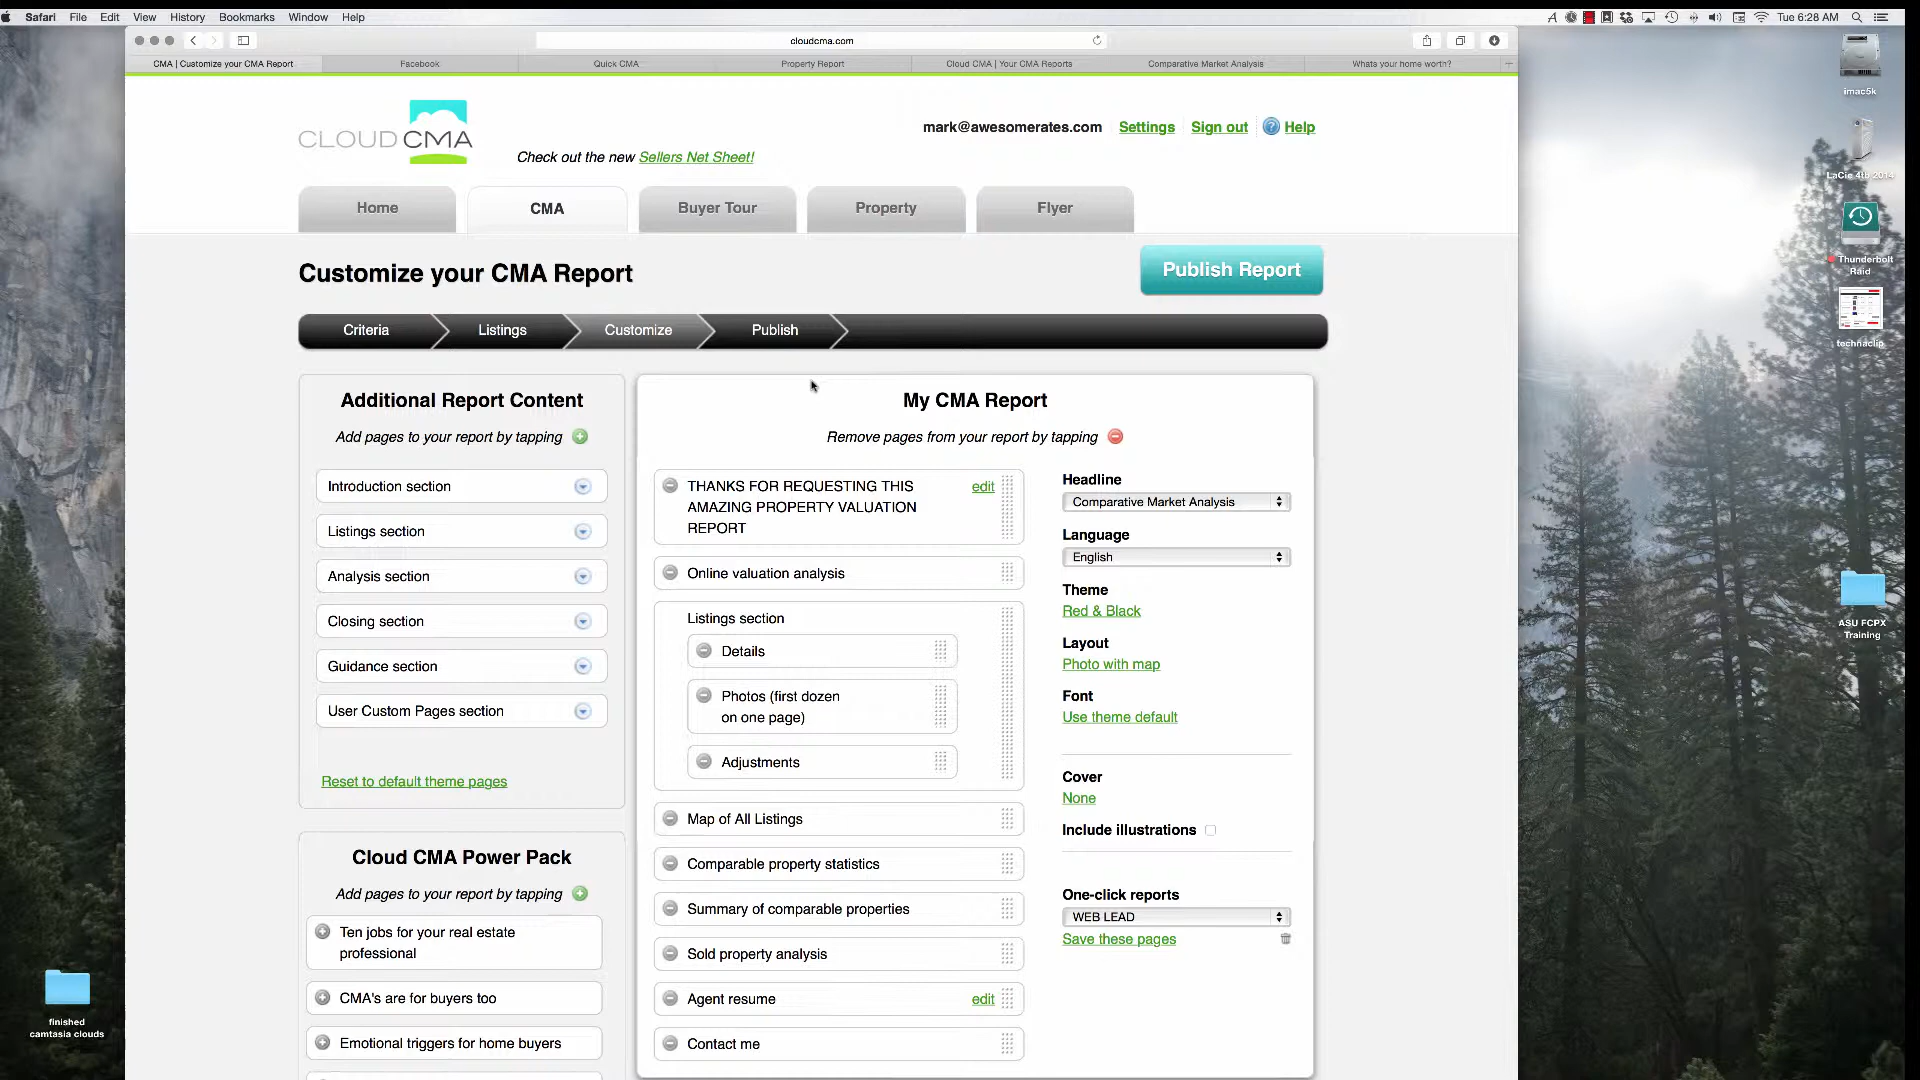 Safari File Edit View History Bookmarks Window Help
Tue 6:28 AM
cloudcma.com
CMA | Customize your CMA Report
Facebook
Quick CMA
Property Report
Cloud CMA | Your CMA Reports
Comparative Market Analysis
Whats your home worth?
CLOUD CMA
Check out the new Sellers Net Sheet!
mark@awesomerates.com Settings Sign out Help
Home
CMA
Buyer Tour
Property
Flyer
Customize your CMA Report
Publish Report
Criteria
Listings
Customize
Publish
Additional Report Content
Add pages to your report by tapping
Introduction section
Listings section
Analysis section
Closing section
Guidance section
User Custom Pages section
Reset to default theme pages
Cloud CMA Power Pack
Add pages to your report by tapping
Ten jobs for your real estate
professional
CMA's are for buyers too
Emotional triggers for home buyers
My CMA Report
Remove pages from your report by tapping
THANKS FOR REQUESTING THIS
AMAZING PROPERTY VALUATION
REPORT
edit
Online valuation analysis
Listings section
Details
Photos (first dozen
on one page)
Adjustments
Map of All Listings
Comparable property statistics
Summary of comparable properties
Sold property analysis
Agent resume
edit
Contact me
Headline
Comparative Market Analysis
Language
English
Theme
Red & Black
Layout
Photo with map
Font
Use theme default
Cover
None
Include illustrations
One-click reports
WEB LEAD
Save these pages
imac5k
LaCie 4tb 2014
Thunderbolt
Raid
technaclip
ASU FCPX
Training
finished
camtasia clouds